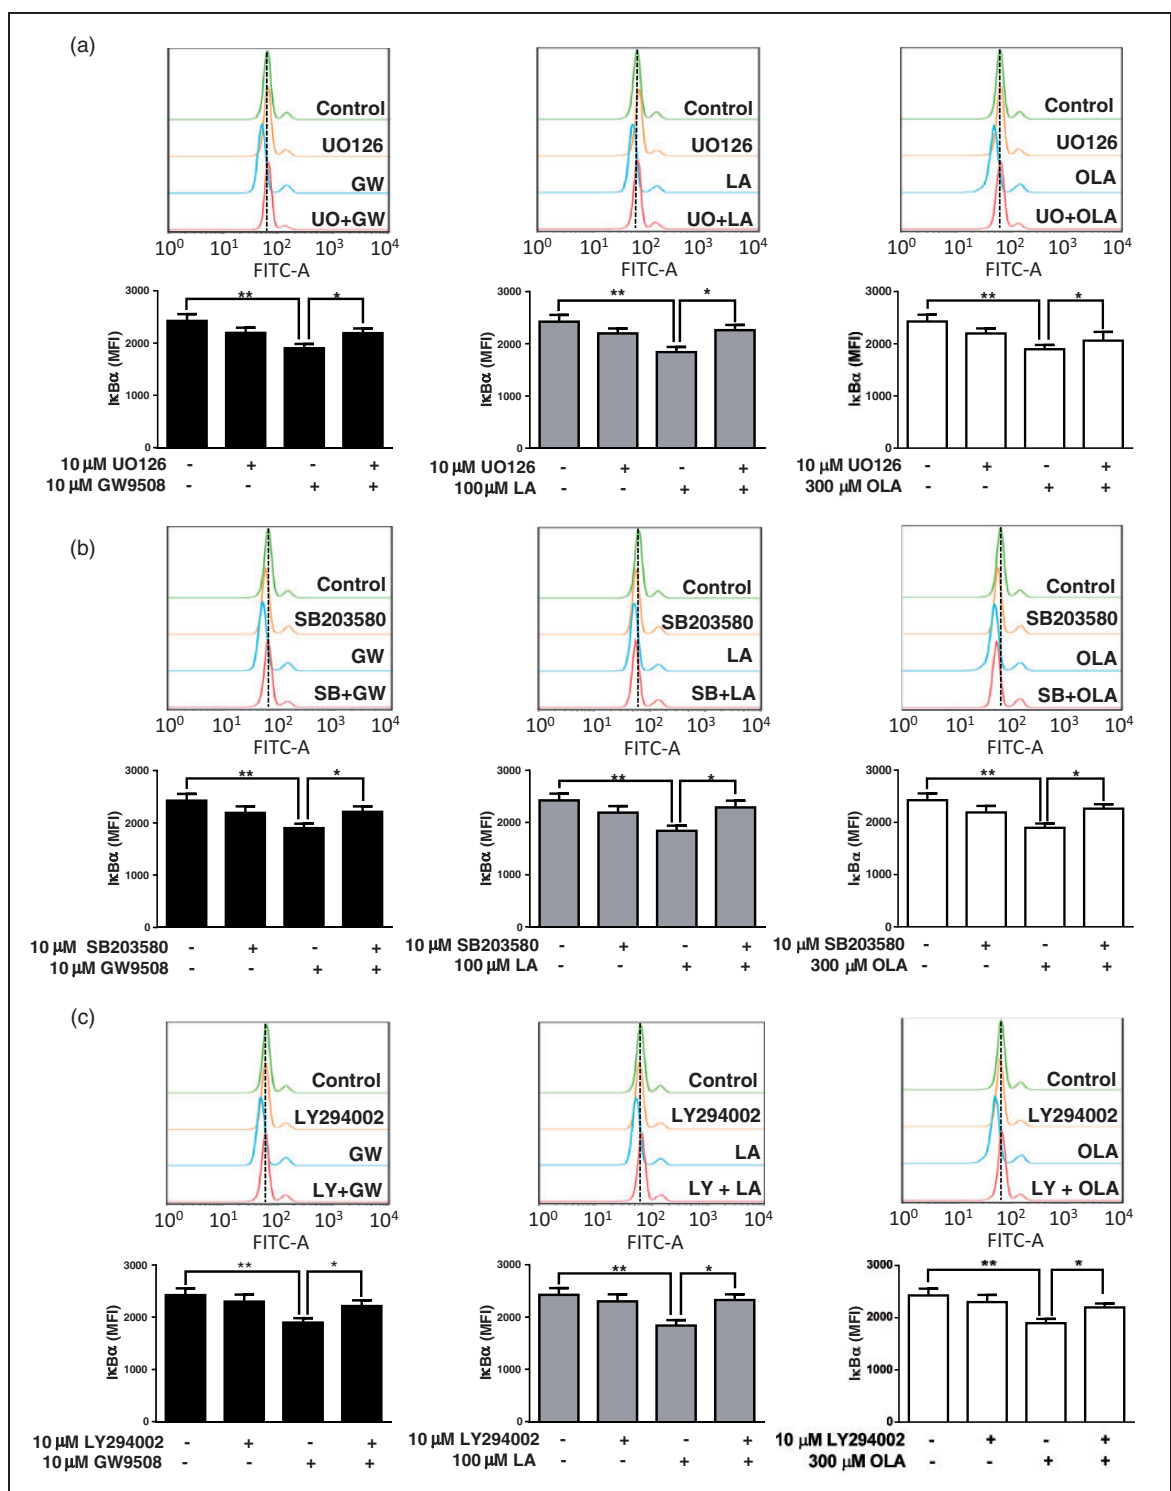 (a)
Control
UO126
GW
UO+GW
10⁰ 10¹ 10² 10³ 10⁴
FITC-A
Control
UO126
LA
UO+LA
10⁰ 10¹ 10² 10³ 10⁴
FITC-A
Control
UO126
OLA
UO+OLA
10⁰ 10¹ 10² 10³ 10⁴
FITC-A
IκBα (MFI)
3000
2000
1000
0
** *
10 µM UO126 - + - +
10 µM GW9508 - - + +
IκBα (MFI)
3000
2000
1000
0
** *
10 µM UO126 - + - +
100µM LA - - + +
IκBα (MFI)
3000
2000
1000
0
** *
10 µM UO126 - + - +
300 µM OLA - - + +
(b)
Control
SB203580
GW
SB+GW
10⁰ 10¹ 10² 10³ 10⁴
FITC-A
Control
SB203580
LA
SB+LA
10⁰ 10¹ 10² 10³ 10⁴
FITC-A
Control
SB203580
OLA
SB+OLA
10⁰ 10¹ 10² 10³ 10⁴
FITC-A
IκBα (MFI)
3000
2000
1000
0
** *
10 µM SB203580 - + - +
10 µM GW9508 - - + +
IκBα (MFI)
3000
2000
1000
0
** *
10 µM SB203580 - + - +
100 µM LA - - + +
IκBα (MFI)
3000
2000
1000
0
** *
10 µM SB203580 - + - +
300 µM OLA - - + +
(c)
Control
LY294002
GW
LY+GW
10⁰ 10¹ 10² 10³ 10⁴
FITC-A
Control
LY294002
LA
LY + LA
10⁰ 10¹ 10² 10³ 10⁴
FITC-A
Control
LY294002
OLA
LY + OLA
10⁰ 10¹ 10² 10³ 10⁴
FITC-A
IκBα (MFI)
3000
2000
1000
0
** *
10 µM LY294002 - + - +
10 µM GW9508 - - + +
IκBα (MFI)
3000
2000
1000
0
** *
10 µM LY294002 - + - +
100 µM LA - - + +
IκBα (MFI)
3000
2000
1000
0
** *
10 µM LY294002 - + - +
300 µM OLA - - + +